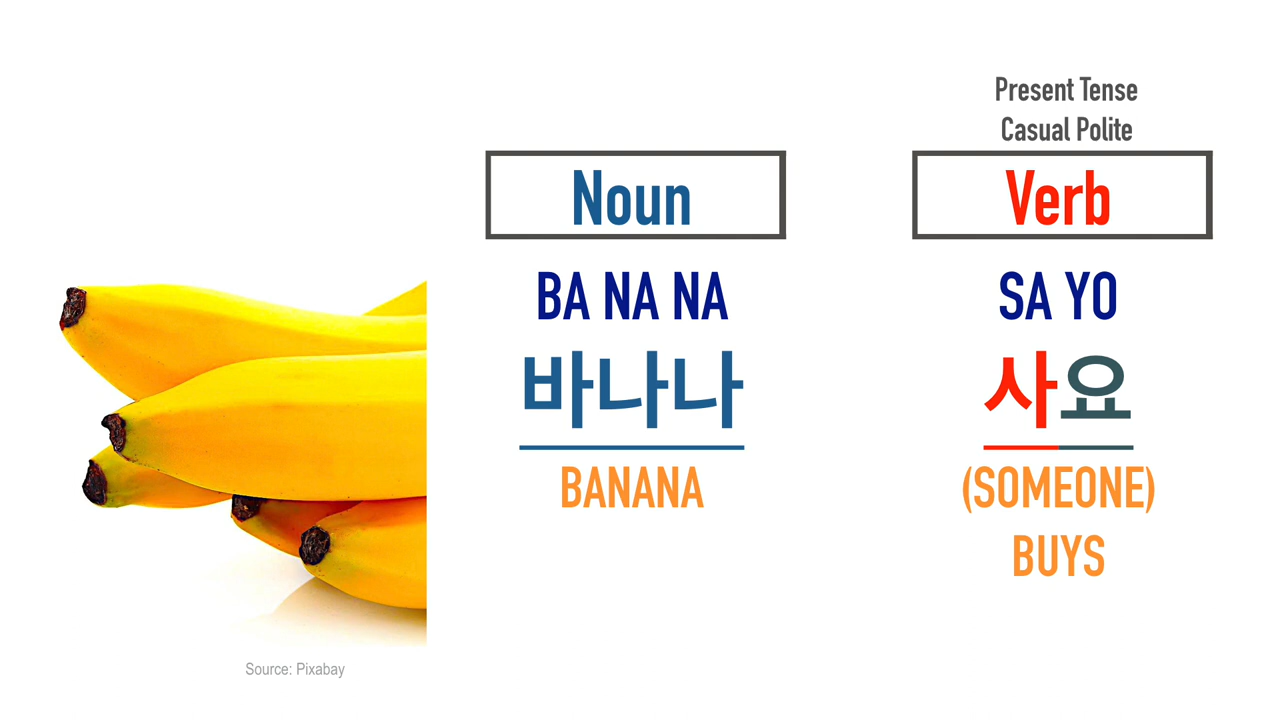 Present Tense
Casual Polite
Noun
Verb
BA NA NA
SA YO
바나나
사요
BANANA
(SOMEONE)
BUYS
Source: Pixabay